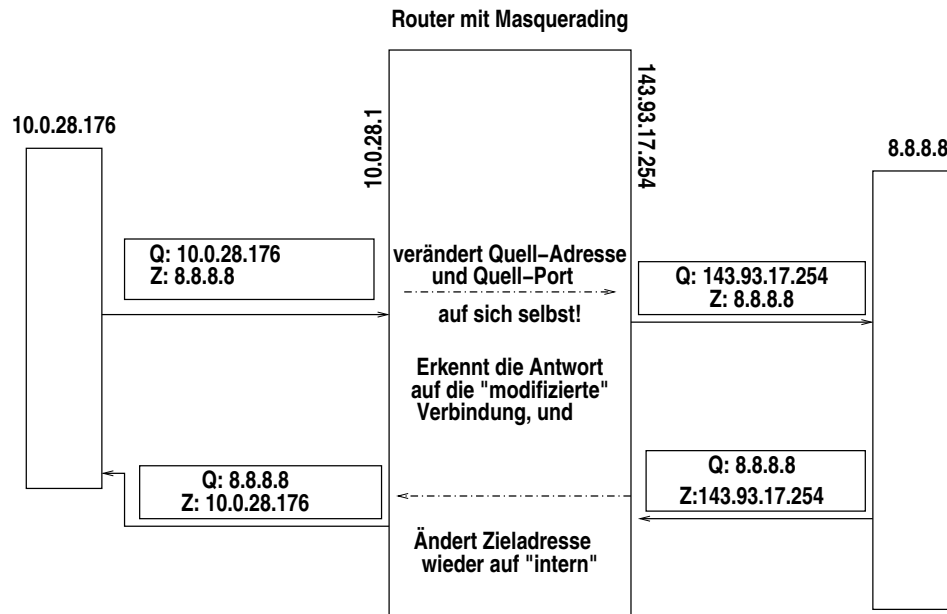 Router mit Masquerading
10.0.28.176
10.0.28.1
143.93.17.254
8.8.8.8
Q: 10.0.28.176
Z: 8.8.8.8
verändert Quell-Adresse
und Quell-Port
auf sich selbst!
Q: 143.93.17.254
Z: 8.8.8.8
Erkennt die Antwort
auf die "modifizierte"
Verbindung, und
Q: 8.8.8.8
Z:143.93.17.254
Q: 8.8.8.8
Z: 10.0.28.176
Ändert Zieladresse
wieder auf "intern"